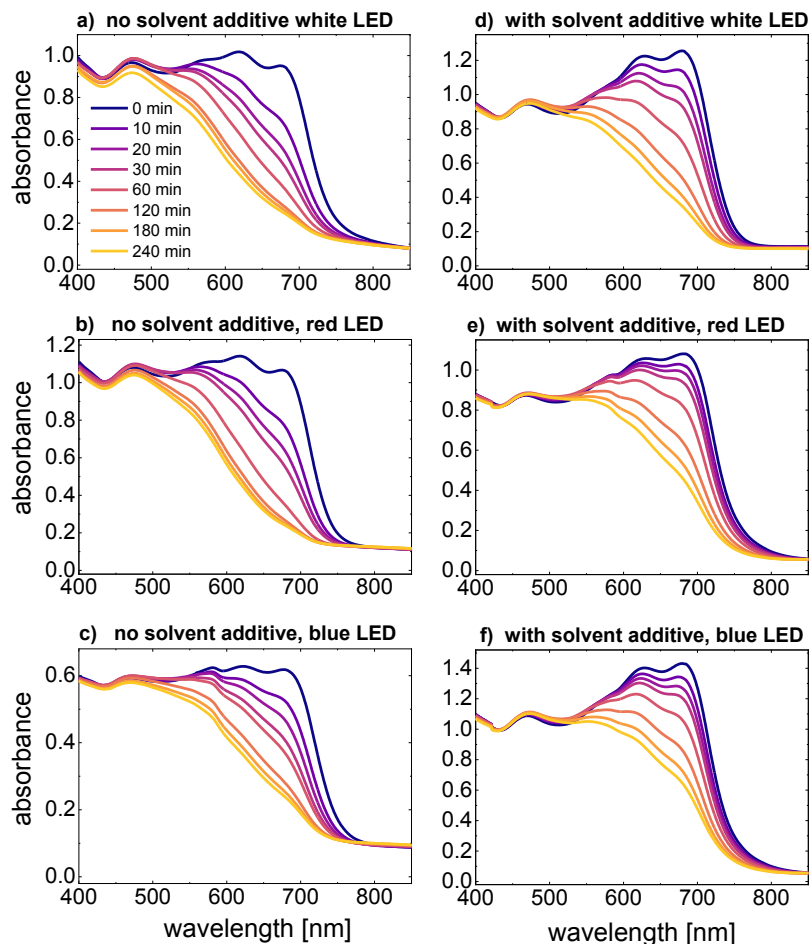 a) no solvent additive white LED
absorbance
1.0
0.8
0.6
0.4
0.2
0.0
0 min
10 min
20 min
30 min
60 min
120 min
180 min
240 min
400 500 600 700 800
d) with solvent additive white LED
1.2
1.0
0.8
0.6
0.4
0.2
0.0
400 500 600 700 800
b) no solvent additive, red LED
absorbance
1.2
1.0
0.8
0.6
0.4
0.2
0.0
400 500 600 700 800
e) with solvent additive, red LED
1.0
0.8
0.6
0.4
0.2
0.0
400 500 600 700 800
c) no solvent additive, blue LED
absorbance
0.6
0.4
0.2
0.0
400 500 600 700 800
wavelength [nm]
f) with solvent additive, blue LED
1.4
1.2
1.0
0.8
0.6
0.4
0.2
0.0
400 500 600 700 800
wavelength [nm]